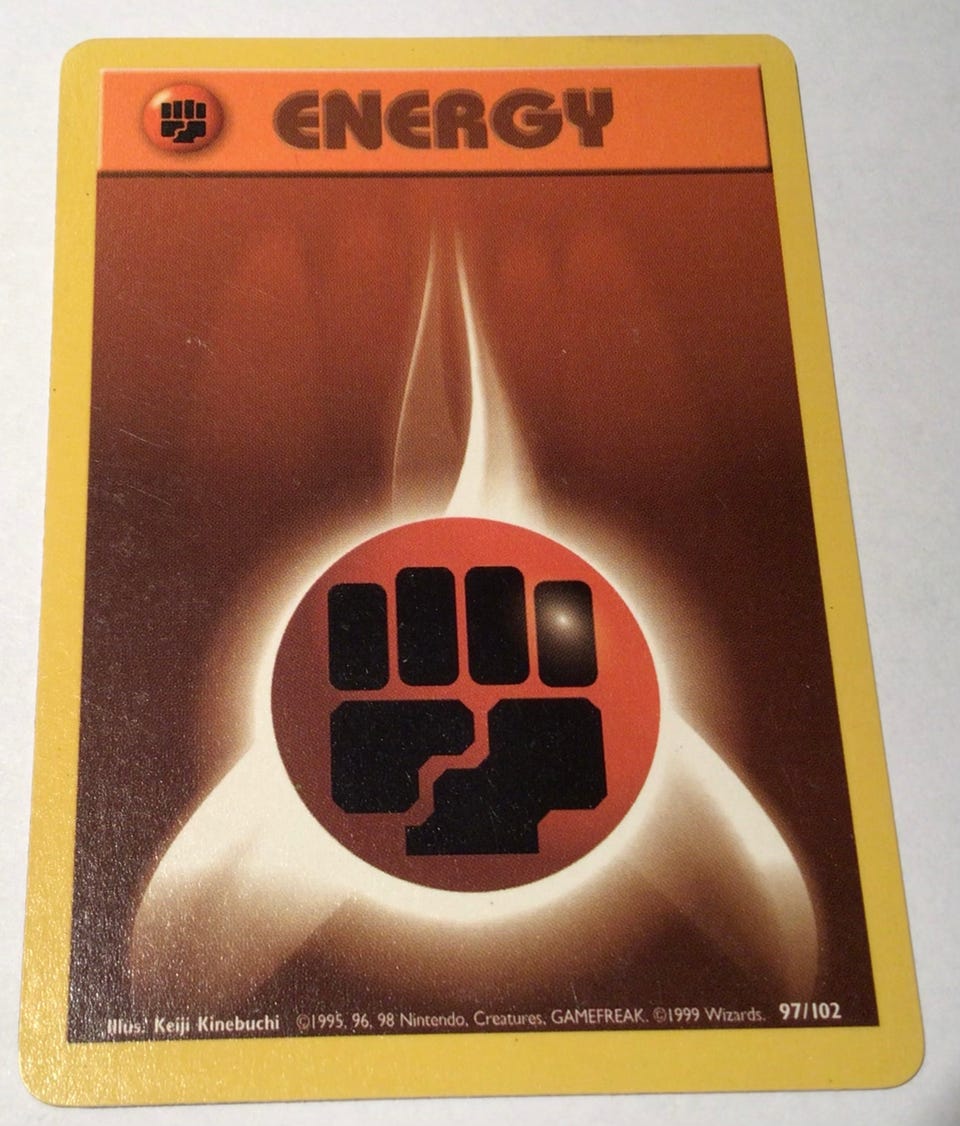 ENERGY
Illus. Keiji Kinebuchi ©1995, 96, 98 Nintendo, Creatures, GAMEFREAK. ©1999 Wizards. 97/102